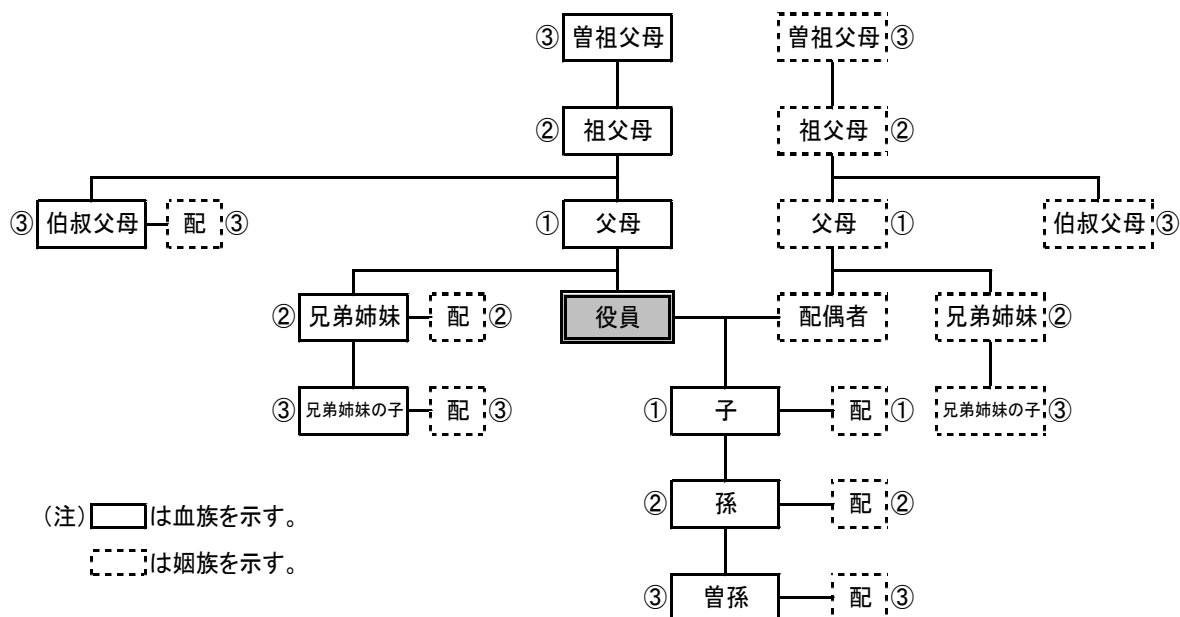 ③ 曽祖父母 曽祖父母 ③
② 祖父母 祖父母 ②
③ 伯叔父母 配 ③ ① 父母 父母 ① 伯叔父母 ③
② 兄弟姉妹 配 ② 役員 配偶者 兄弟姉妹 ②
③ 兄弟姉妹の子 配 ③ ① 子 配 ① 兄弟姉妹の子 ③
② 孫 配 ②
(注) は血族を示す。
は姻族を示す。
③ 曽孫 配 ③